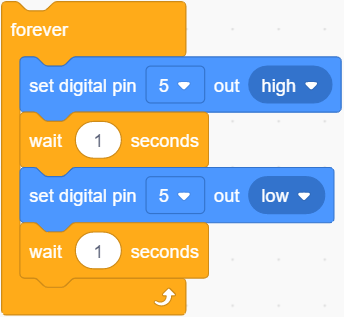 forever
set digital pin 5 out high
wait 1 seconds
set digital pin 5 out low
wait 1 seconds